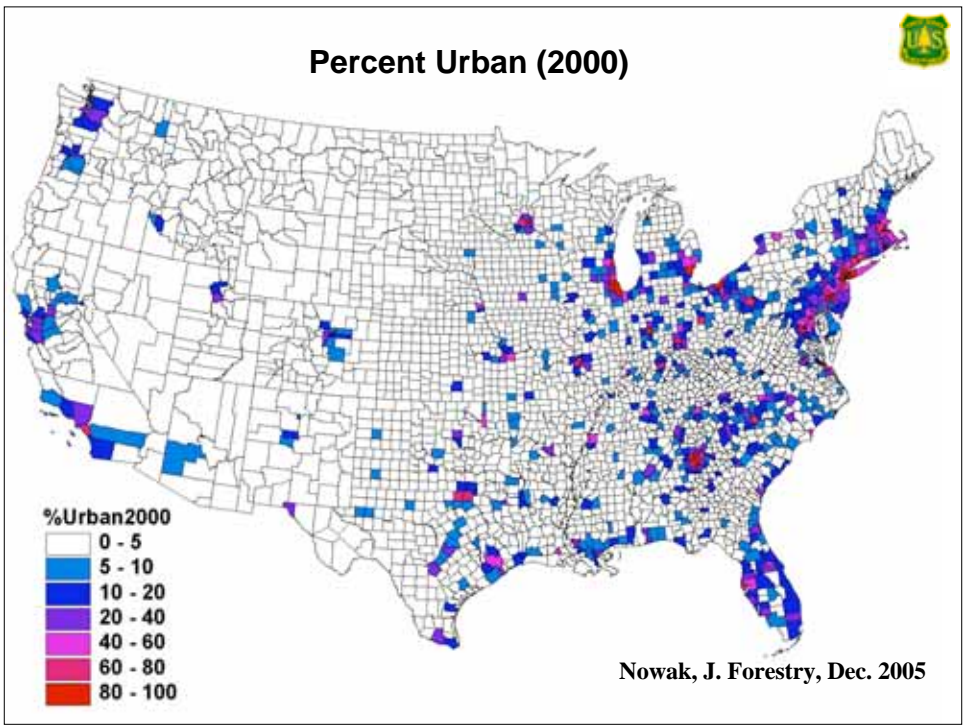 Percent Urban (2000)
U S
%Urban2000
0 - 5
5 - 10
10 - 20
20 - 40
40 - 60
60 - 80
80 - 100
Nowak, J. Forestry, Dec. 2005